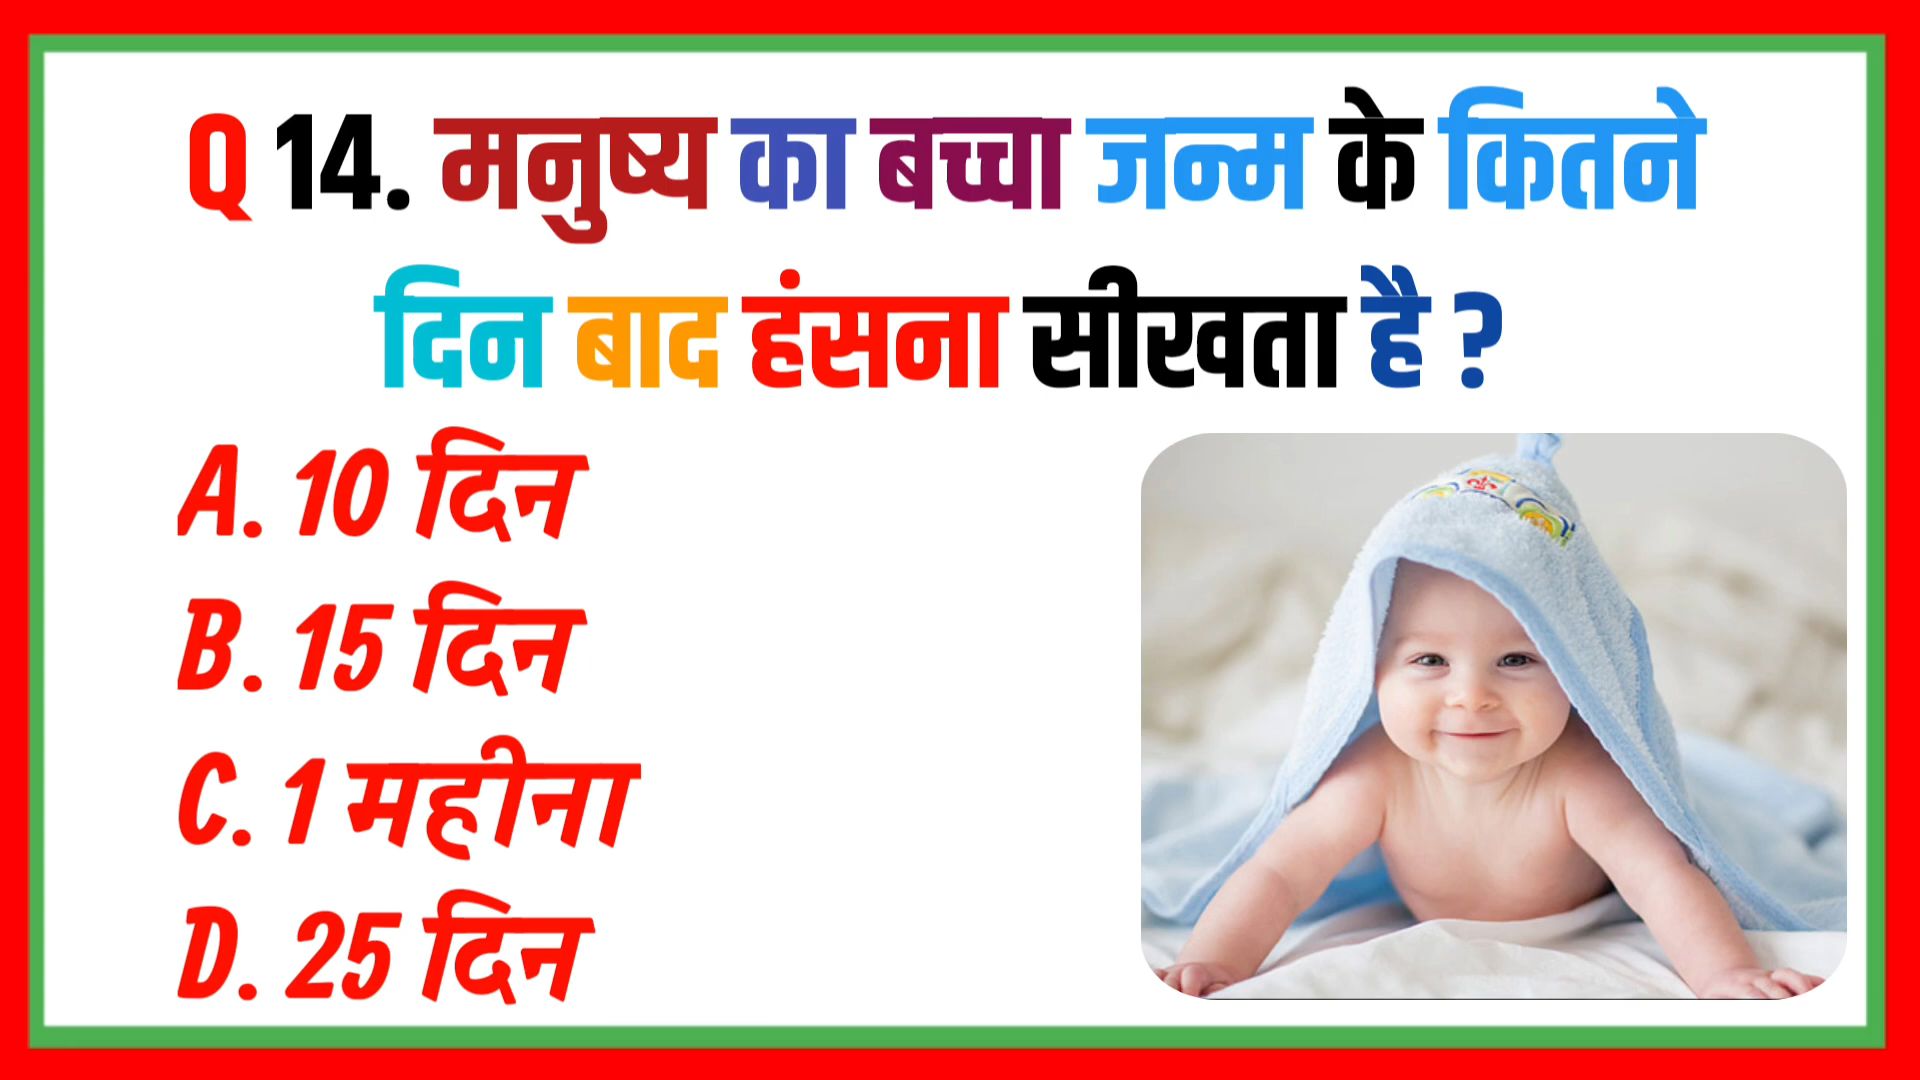 Q 14. मनुष्य का बच्चा जन्म के कितने
दिन बाद हंसना सीखता है ?
A. 10 दिन
B. 15 दिन
C. 1 महीना
D. 25 दिन